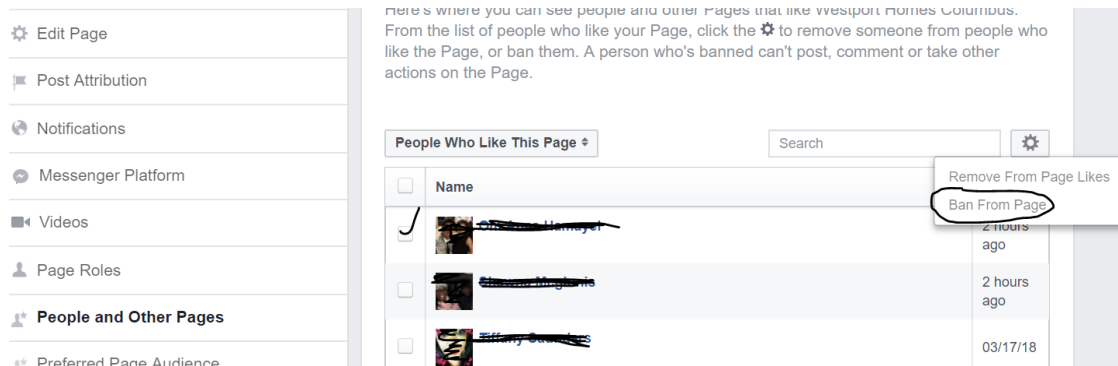 Here's where you can see people and other Pages that like Westport Homes Columbus.
From the list of people who like your Page, click the to remove someone from people who
like the Page, or ban them. A person who's banned can't post, comment or take other
actions on the Page.
Edit Page
Post Attribution
Notifications
Messenger Platform
Videos
Page Roles
People and Other Pages
Preferred Page Audience
People Who Like This Page
Search
Remove From Page Likes
Ban From Page
Name
2 hours
ago
2 hours
ago
03/17/18